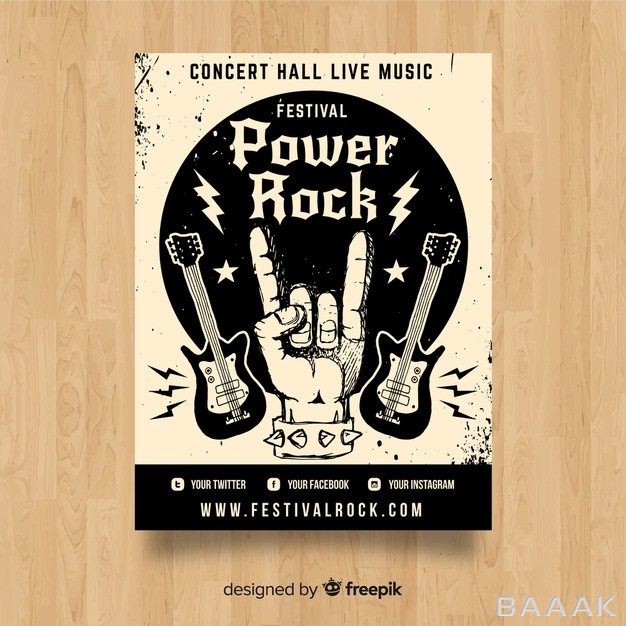 CONCERT HALL LIVE MUSIC
FESTIVAL
Power
Rock
YOUR TWITTER YOUR FACEBOOK YOUR INSTAGRAM
WWW.FESTIVALROCK.COM
designed by freepik
BAAAK